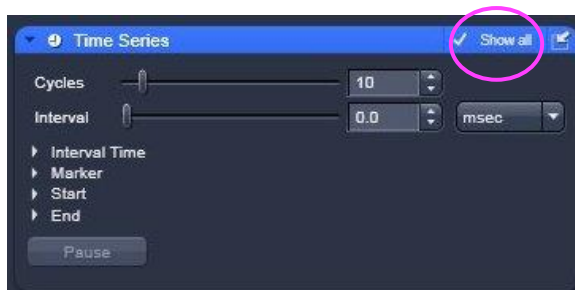 Time Series Show all
Cycles 10
Interval 0.0 msec
Interval Time
Marker
Start
End
Pause